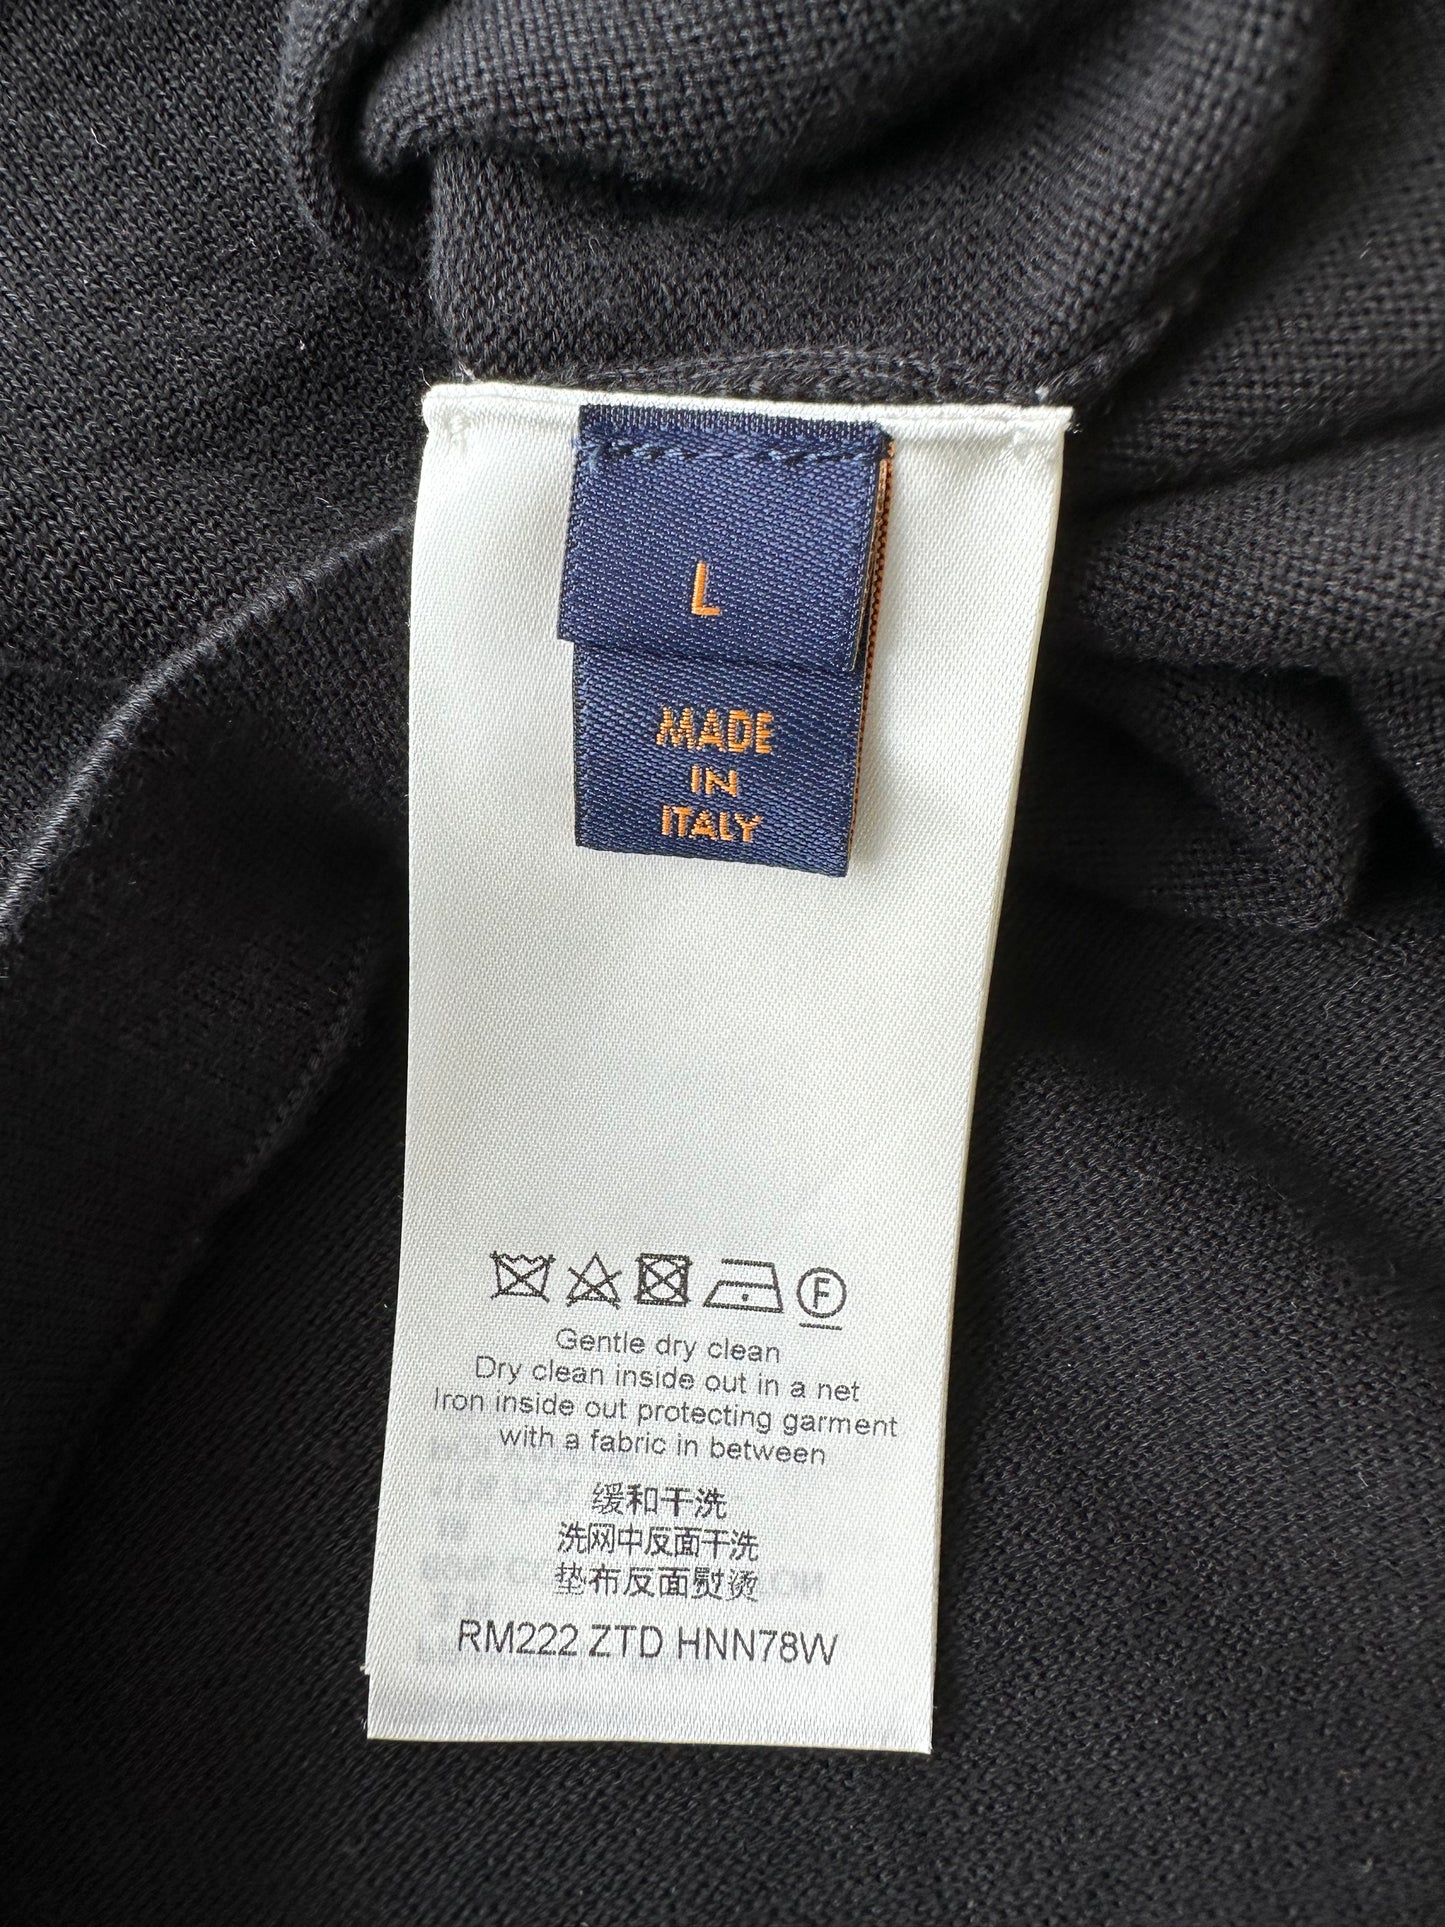 L
MADE
IN
ITALY
F
Gentle dry clean
Dry clean inside out in a net
Iron inside out protecting garment
with a fabric in between
缓和干洗
洗网中反面干洗
垫布反面熨烫
RM222 ZTD HNN78W